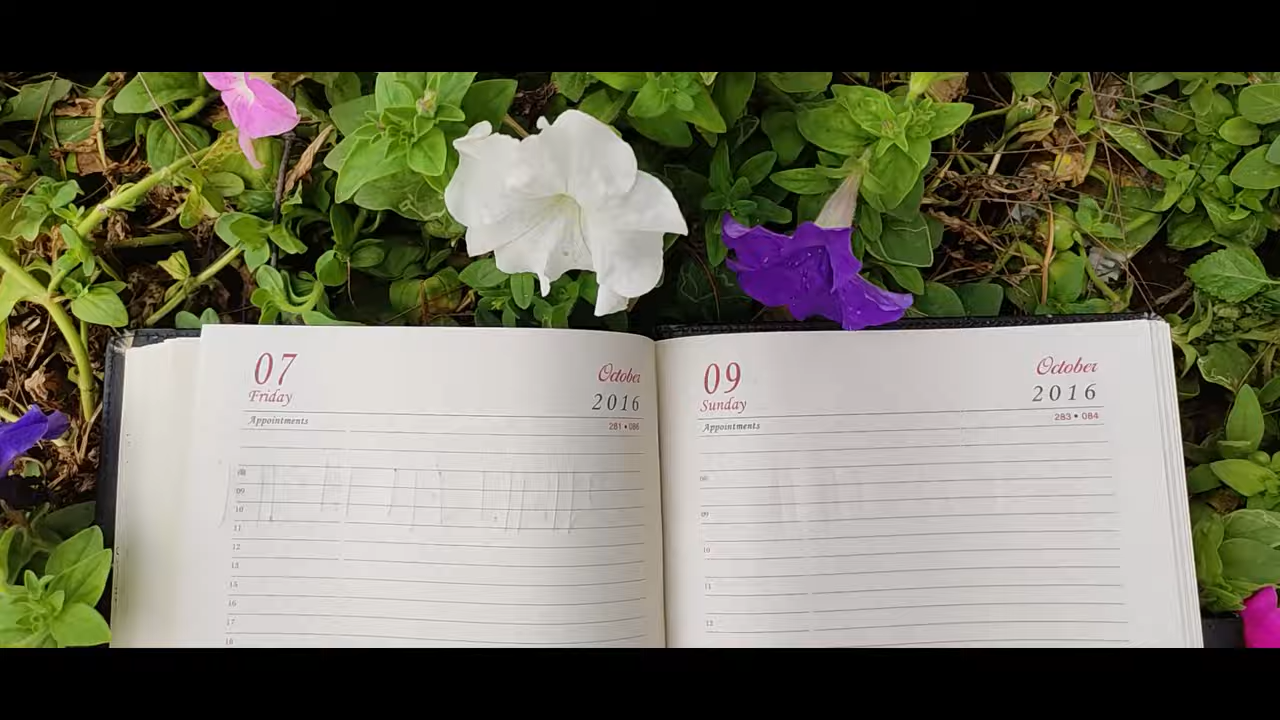 07
Friday
October
2016
Appointments
281 • 086
08
09
10
11
12
13
15
16
17
18
09
Sunday
October
2016
Appointments
283 • 084
08
09
10
11
12